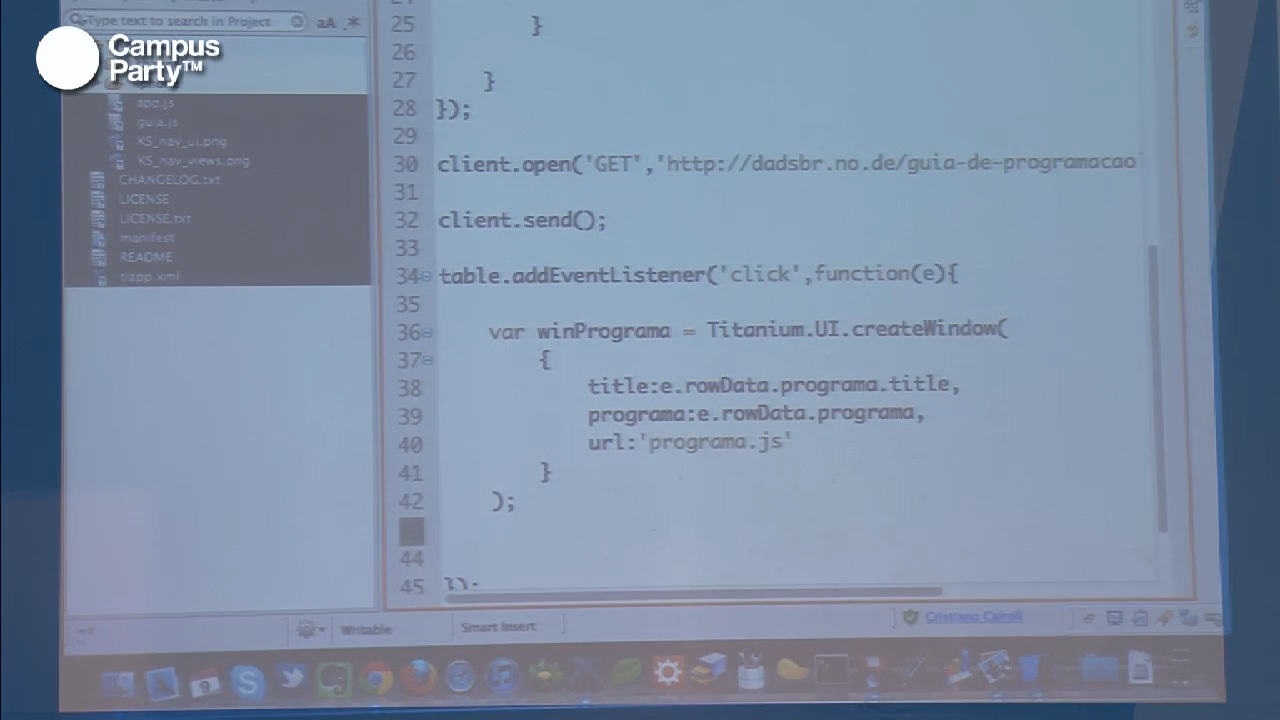 Type text to search in Project
aA .*
Campus
Party™
app.js
guia.js
KS_nav_ui.png
KS_nav_views.png
CHANGELOG.txt
LICENSE
LICENSE.txt
manifest
README
tiapp.xml
25 }
26
27 }
28 });
29
30 client.open('GET','http://dadsbr.no.de/guia-de-programacao
31
32 client.send();
33
34 table.addEventListener('click',function(e){
35
36 var winPrograma = Titanium.UI.createWindow(
37 {
38 title:e.rowData.programa.title,
39 programa:e.rowData.programa,
40 url:'programa.js'
41 }
42 );
44
45 });
Writable
Smart Insert
Cristiano Cairoli
9